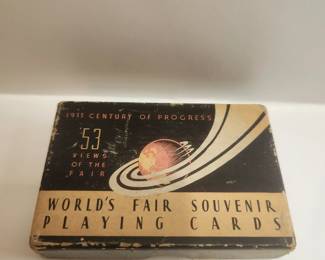 1933 CENTURY OF PROGRESS
53
VIEWS
OF THE
FAIR
WORLD'S FAIR SOUVENIR
PLAYING CARDS